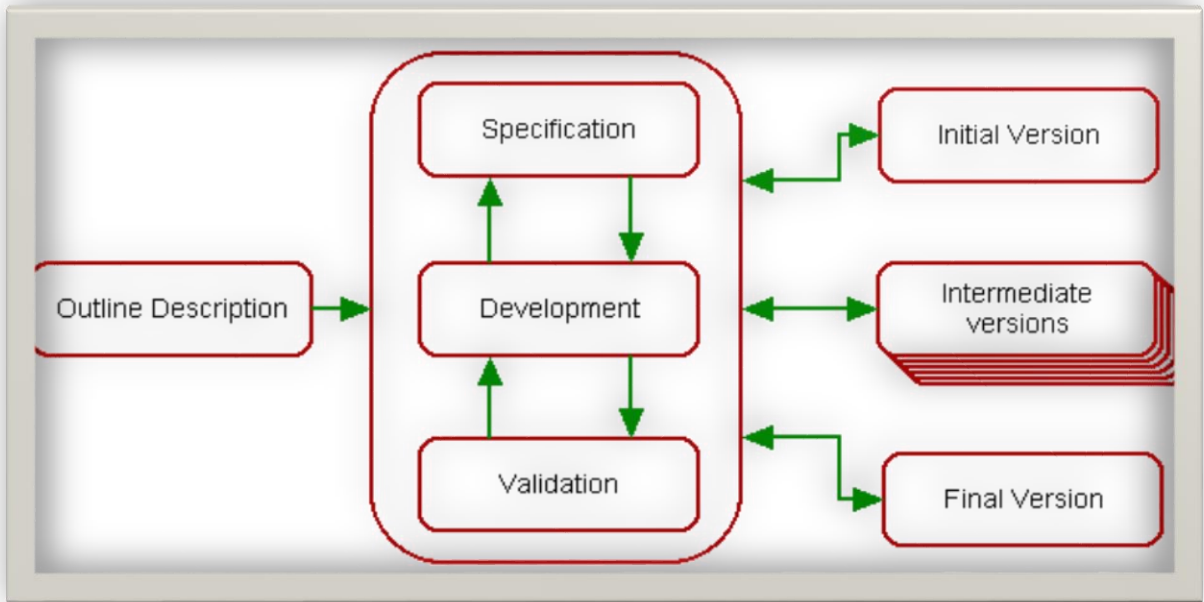 Specification
Initial Version
Outline Description
Development
Intermediate
versions
Validation
Final Version